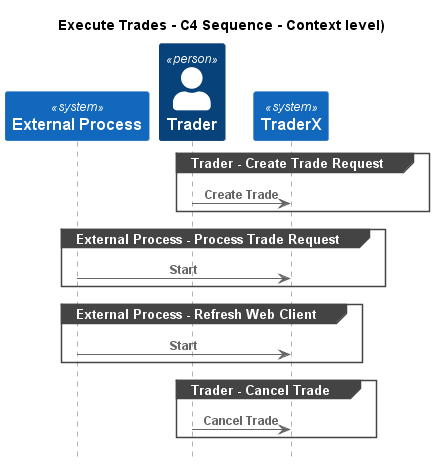 Execute Trades - C4 Sequence - Context level)
«person»
Trader
«system»
External Process
«system»
TraderX
Trader - Create Trade Request
Create Trade
External Process - Process Trade Request
Start
External Process - Refresh Web Client
Start
Trader - Cancel Trade
Cancel Trade